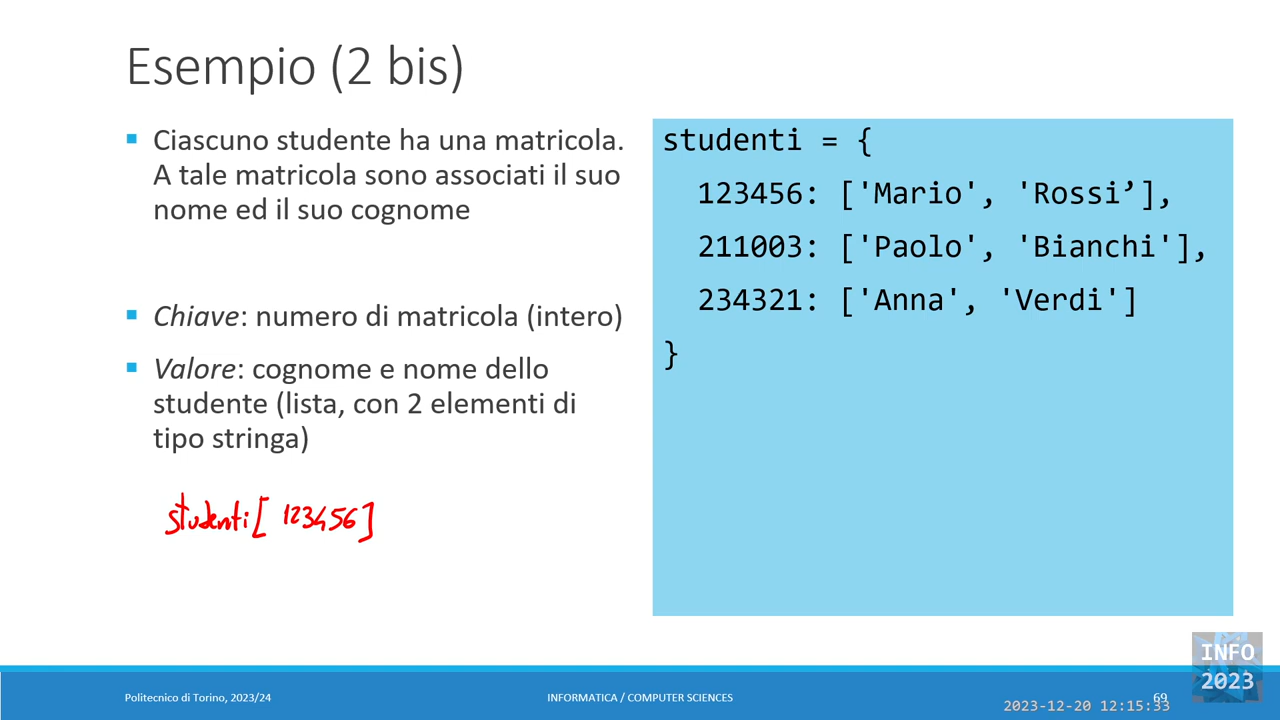 Esempio (2 bis)
Ciascuno studente ha una matricola.
A tale matricola sono associati il suo
nome ed il suo cognome
Chiave: numero di matricola (intero)
Valore: cognome e nome dello
studente (lista, con 2 elementi di
tipo stringa)
studenti[ 123456]
studenti = {
123456: ['Mario', 'Rossi’],
211003: ['Paolo', 'Bianchi'],
234321: ['Anna', 'Verdi']
}
Politecnico di Torino, 2023/24
INFORMATICA / COMPUTER SCIENCES
69
2023-12-20 12:15:33
INFO
2023